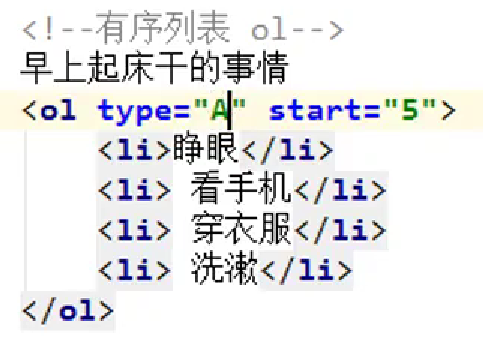 <!--有序列表 ol-->
早上起床干的事情
<ol type="A" start="5">
<li>睁眼</li>
<li> 看手机</li>
<li> 穿衣服</li>
<li> 洗漱</li>
</ol>